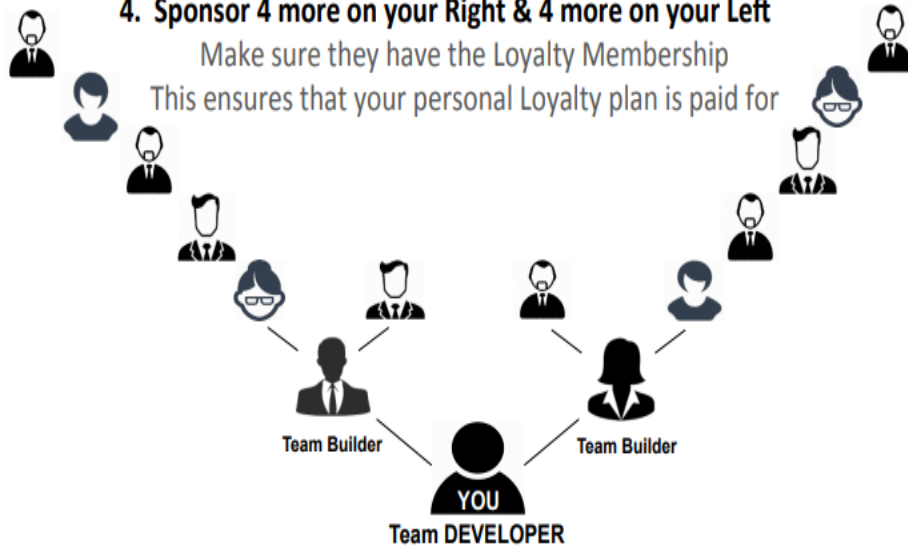 4. Sponsor 4 more on your Right & 4 more on your Left
Make sure they have the Loyalty Membership
This ensures that your personal Loyalty plan is paid for
Team Builder
Team Builder
YOU
Team DEVELOPER